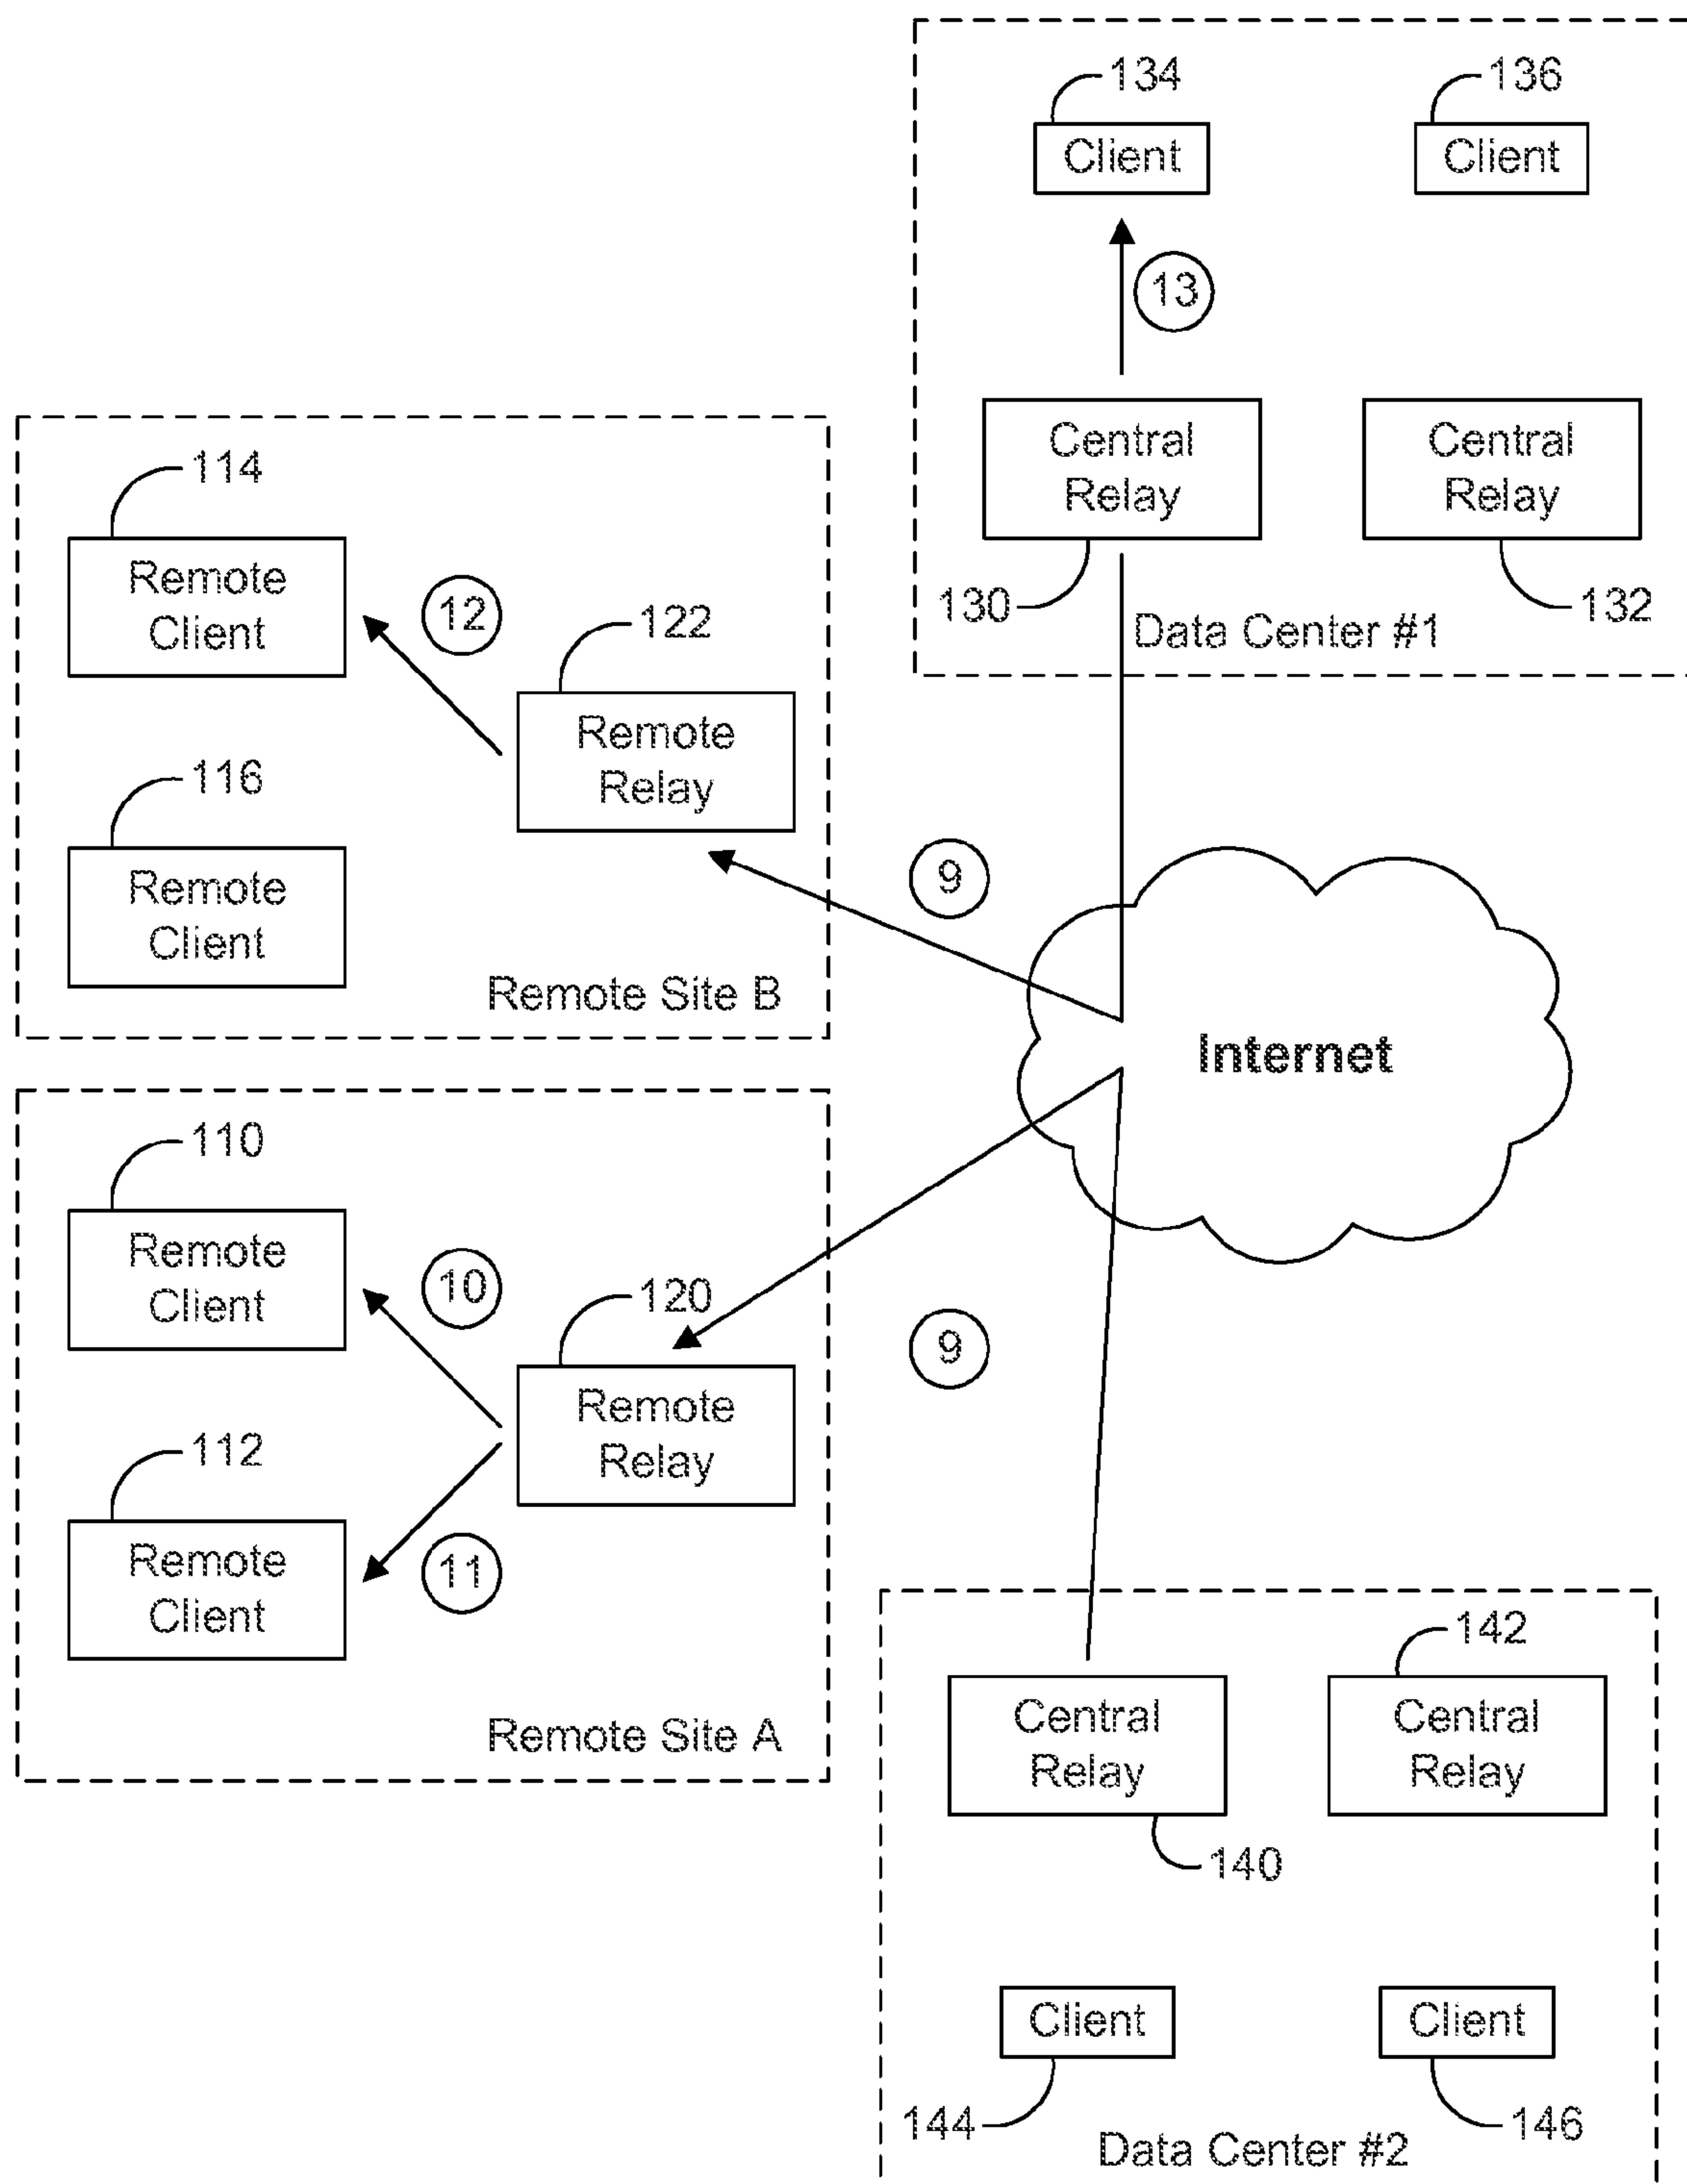 134
136
Client
Client
13
Central
Relay
Central
Relay
130
132
Data Center #1
114
Remote
Client
12
122
Remote
Relay
116
Remote
Client
9
Remote Site B
Internet
110
Remote
Client
10
120
Remote
Relay
9
112
Remote
Client
11
Remote Site A
142
Central
Relay
Central
Relay
140
Client
Client
144
146
Data Center #2